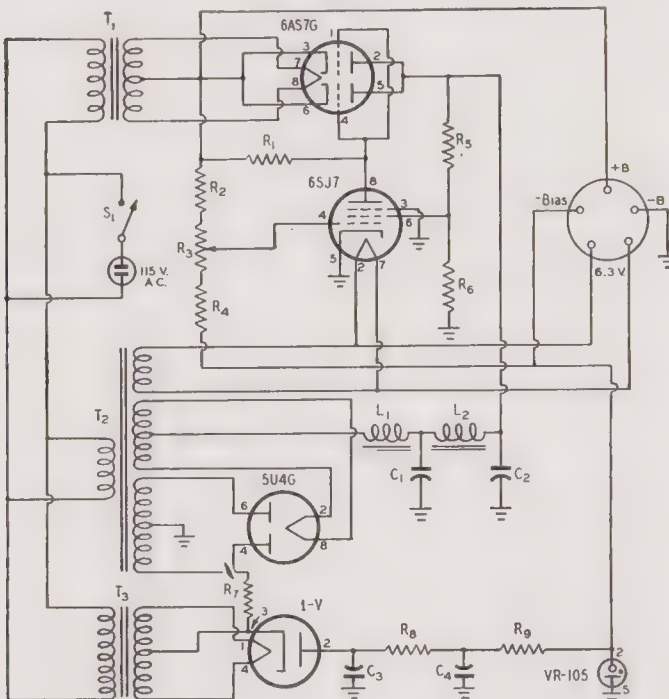 T₁
6AS7G
1
3
2
7
8
5
6
4
R₁
R₅
+B
6SJ7
8
-Bias
-B
R₂
S₁
4
3
6
R₃
5
2
7
6.3 V.
115 V.
A.C.
R₆
R₄
T₂
L₁
L₂
C₁
C₂
5U4G
6
2
4
8
R₇
T₃
3
1-V
1
2
4
R₈
R₉
C₃
C₄
2
VR-105
5